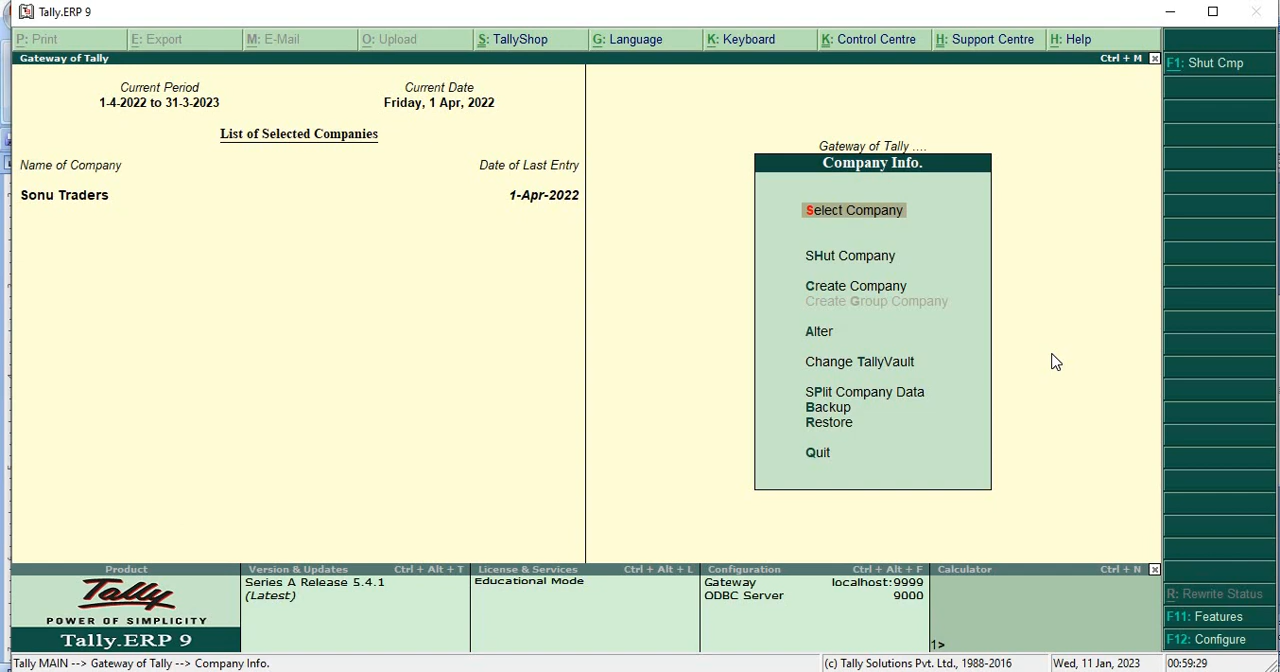 Tally.ERP 9
P: Print E: Export M: E-Mail O: Upload S: TallyShop G: Language K: Keyboard K: Control Centre H: Support Centre H: Help
Gateway of Tally Ctrl + M
F1: Shut Cmp
Current Period Current Date
1-4-2022 to 31-3-2023 Friday, 1 Apr, 2022
List of Selected Companies
Name of Company Date of Last Entry
Sonu Traders 1-Apr-2022
Gateway of Tally ....
Company Info.
Select Company
SHut Company
Create Company
Create Group Company
Alter
Change TallyVault
SPlit Company Data
Backup
Restore
Quit
Product Version & Updates Ctrl + Alt + T License & Services Ctrl + Alt + L Configuration Ctrl + Alt + F Calculator Ctrl + N
Tally
POWER OF SIMPLICITY
Tally.ERP 9
Series A Release 5.4.1
(Latest)
Educational Mode
Gateway localhost:9999
ODBC Server 9000
1>
R: Rewrite Status
F11: Features
F12: Configure
Tally MAIN --> Gateway of Tally --> Company Info. (c) Tally Solutions Pvt. Ltd., 1988-2016 Wed, 11 Jan, 2023 00:59:29